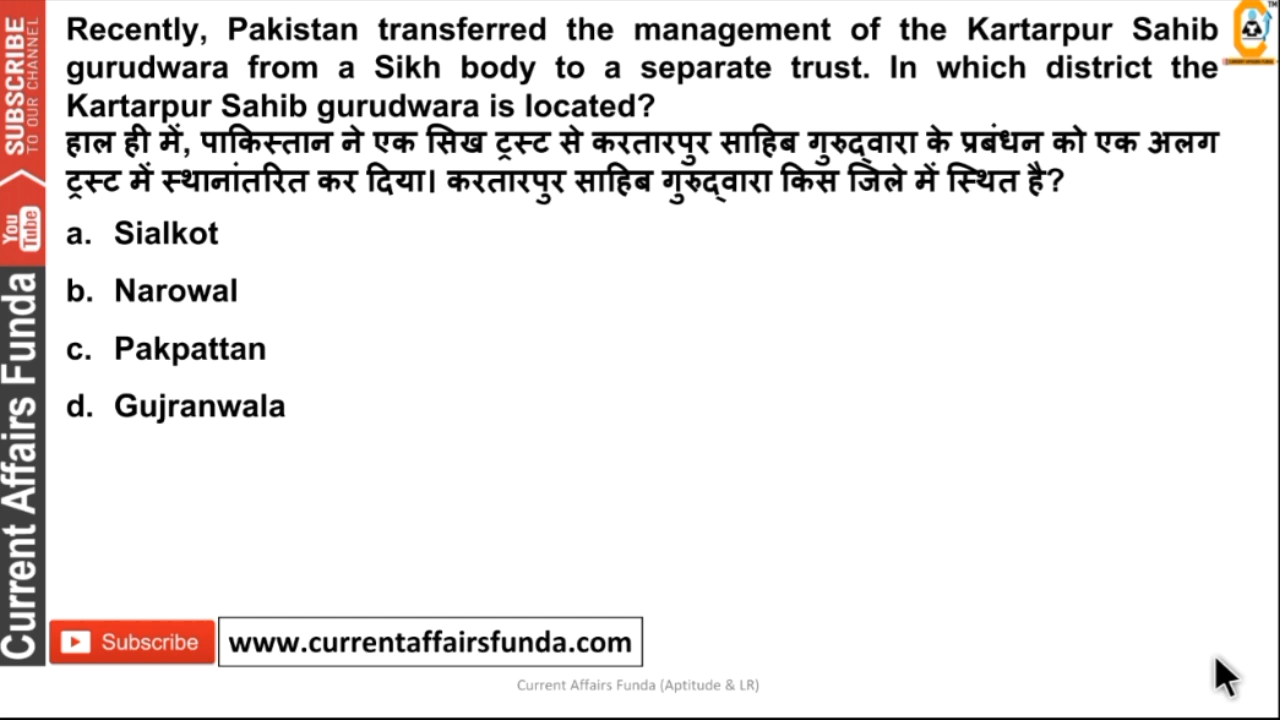 Recently, Pakistan transferred the management of the Kartarpur Sahib
gurudwara from a Sikh body to a separate trust. In which district the
Kartarpur Sahib gurudwara is located?
हाल ही में, पाकिस्तान ने एक सिख ट्रस्ट से करतारपुर साहिब गुरुद्वारा के प्रबंधन को एक अलग
ट्रस्ट में स्थानांतरित कर दिया। करतारपुर साहिब गुरुद्वारा किस जिले में स्थित है?
a. Sialkot
b. Narowal
c. Pakpattan
d. Gujranwala
SUBSCRIBE
TO OUR CHANNEL
You
Tube
Current Affairs Funda
Subscribe
www.currentaffairsfunda.com
Current Affairs Funda (Aptitude & LR)